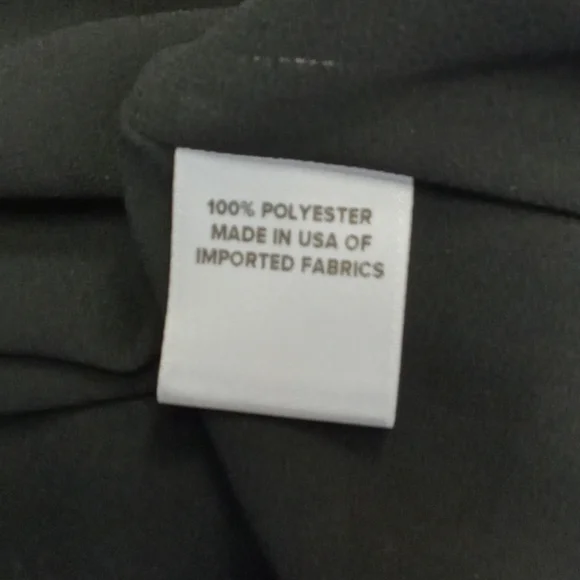 100% POLYESTER
MADE IN USA OF
IMPORTED FABRICS